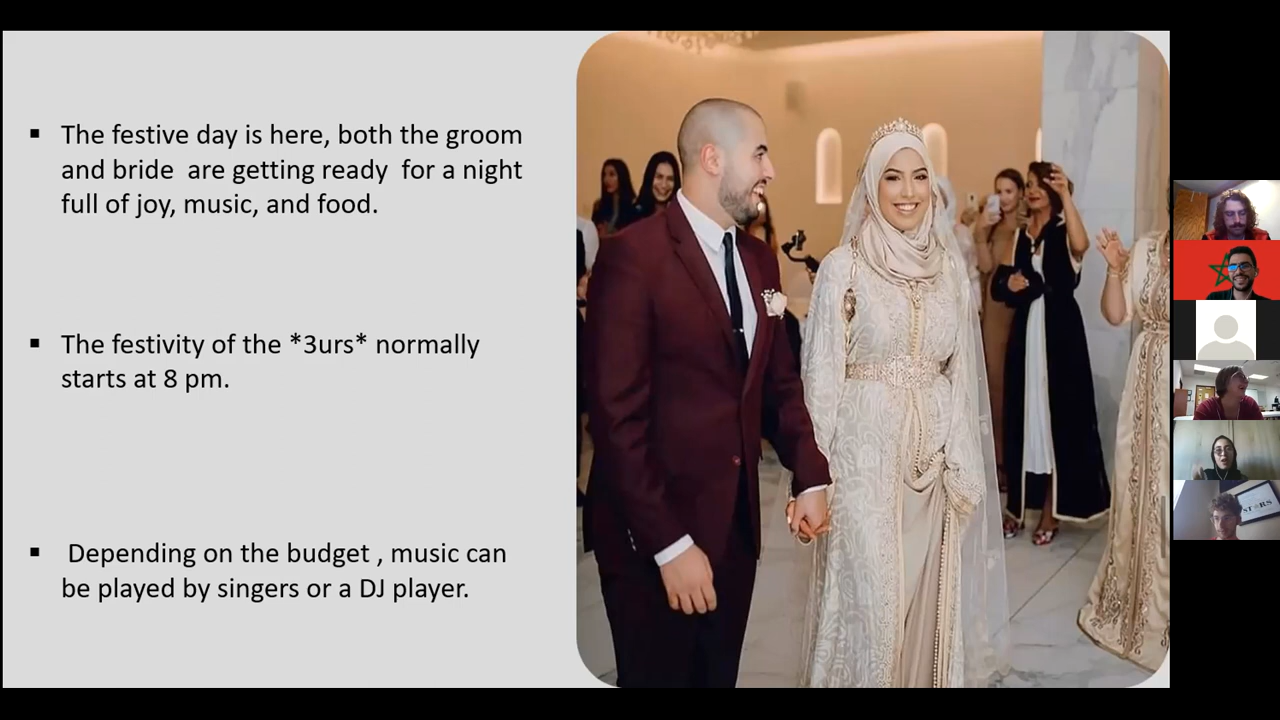 ▪ The festive day is here, both the groom
and bride  are getting ready  for a night
full of joy, music, and food.
▪ The festivity of the *3urs* normally
starts at 8 pm.
▪ Depending on the budget , music can
be played by singers or a DJ player.